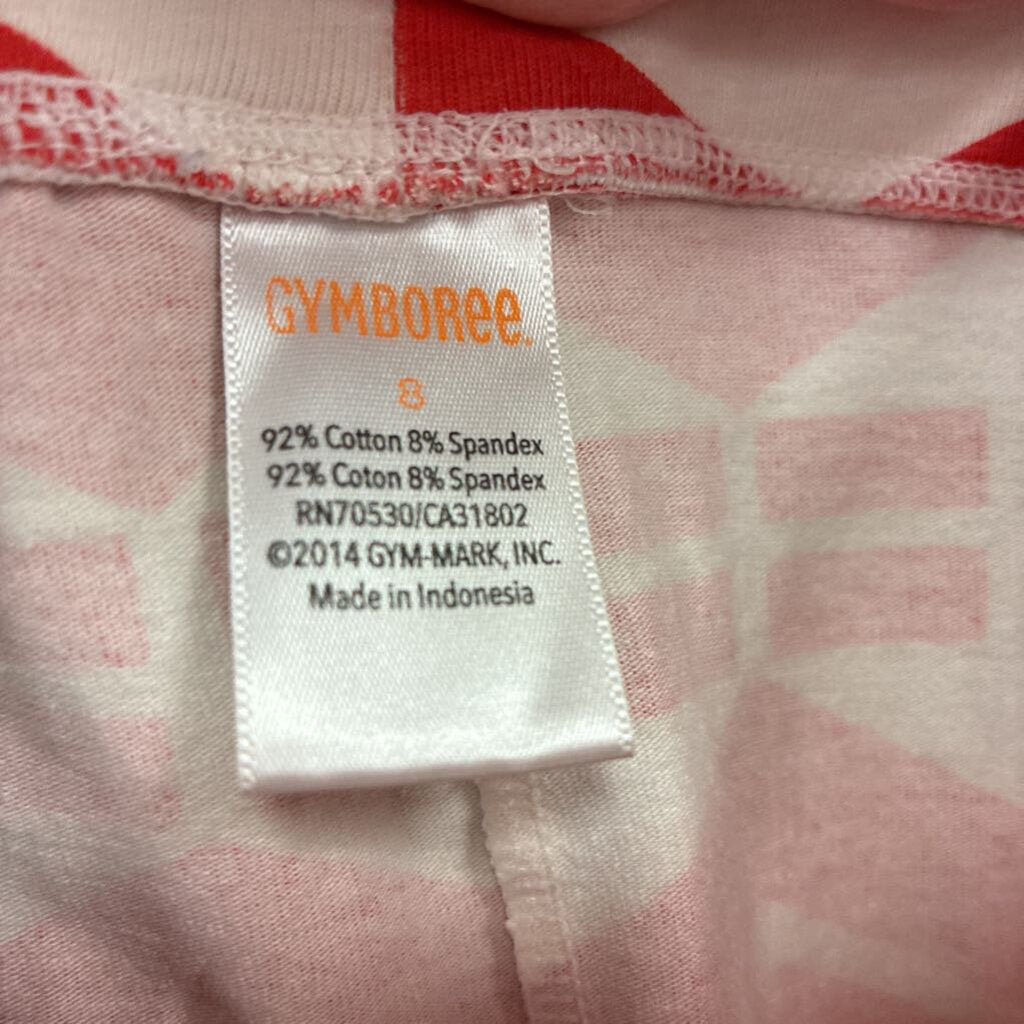 GYMBOREE.
8
92% Cotton 8% Spandex
92% Coton 8% Spandex
RN70530/CA31802
©2014 GYM-MARK, INC.
Made in Indonesia